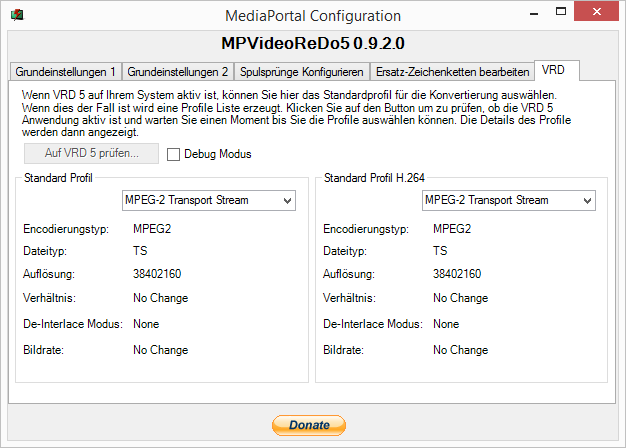 MediaPortal Configuration
MPVideoReDo5 0.9.2.0
Grundeinstellungen 1
Grundeinstellungen 2
Spulsprünge Konfigurieren
Ersatz-Zeichenketten bearbeiten
VRD
Wenn VRD 5 auf Ihrem System aktiv ist, können Sie hier das Standardprofil für die Konvertierung auswählen.
Wenn dies der Fall ist wird eine Profile Liste erzeugt. Klicken Sie auf den Button um zu prüfen, ob die VRD 5
Anwendung aktiv ist und warten Sie einen Moment bis Sie die Profile auswählen können. Die Details des Profile
werden dann angezeigt.
Auf VRD 5 prüfen...
Debug Modus
Standard Profil
MPEG-2 Transport Stream
Encodierungstyp: MPEG2
Dateityp: TS
Auflösung: 38402160
Verhältnis: No Change
De-Interlace Modus: None
Bildrate: No Change
Standard Profil H.264
MPEG-2 Transport Stream
Encodierungstyp: MPEG2
Dateityp: TS
Auflösung: 38402160
Verhältnis: No Change
De-Interlace Modus: None
Bildrate: No Change
Donate